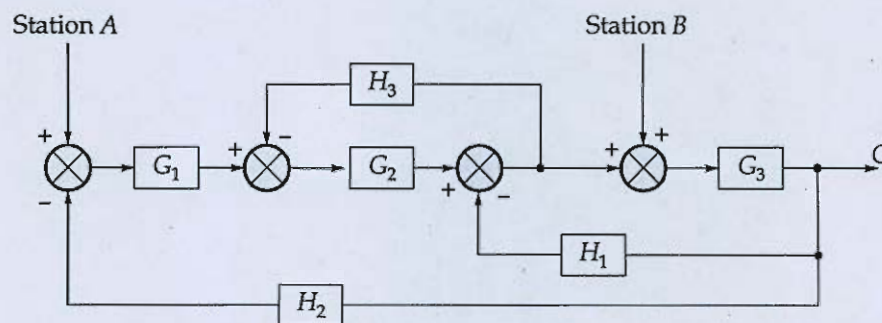 Station A
Station B
H₃
+
−
+
+
+
C
G₁
G₂
G₃
−
+
−
H₁
H₂